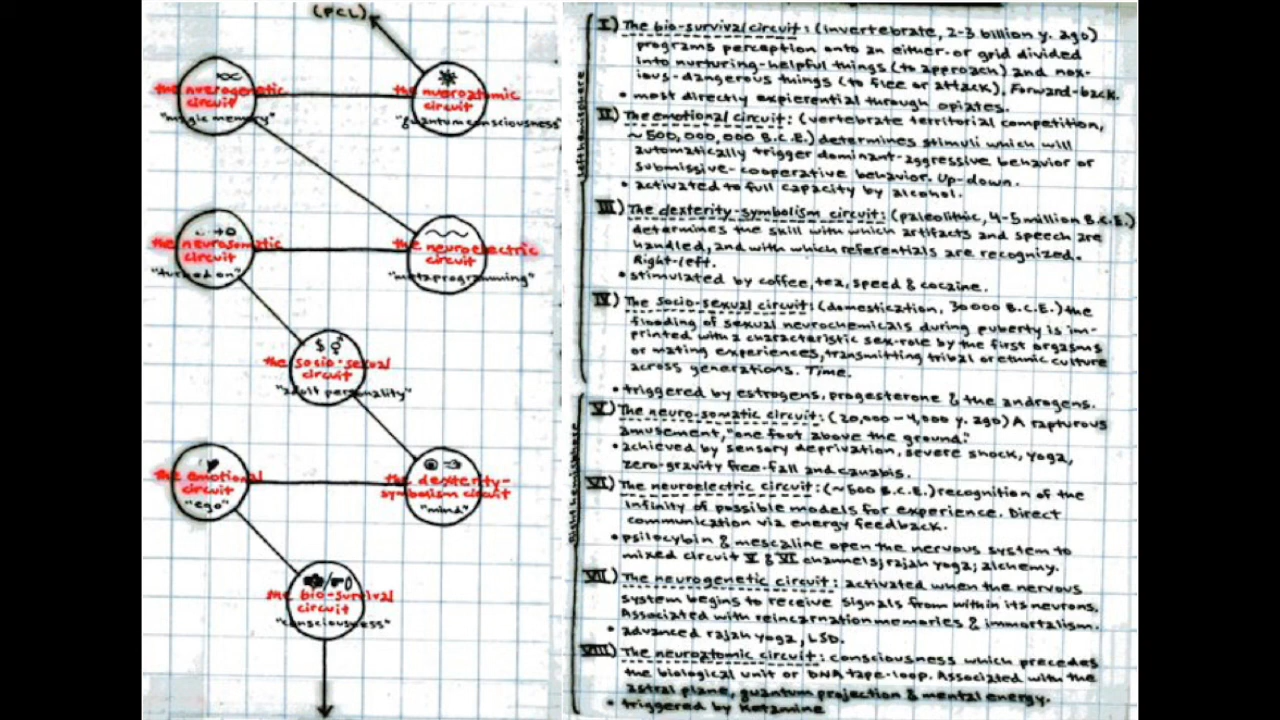 (PCL)
the nuerogenetic
circuit
"magic memory"
the nueroatomic
circuit
"quantum consciousness"
the neurosomatic
circuit
"turned on"
the neuroelectric
circuit
"metaprogramming"
$
the socio-sexual
circuit
"adult personality"
the emotional
circuit
"ego"
the dexterity-
symbolism circuit
"mind"
the bio-survival
circuit
"consciousness"
Left hemisphere
I) The bio-survival circuit: (invertebrate, 2-3 billion y. ago)
programs perception onto an either-or grid divided
into nurturing-helpful things (to approach) and nox-
ious-dangerous things (to flee or attack). Forward-back.
• most directly expierential through opiates.
II) The emotional circuit: (vertebrate territorial competition,
~500,000,000 B.C.E.) determines stimuli which will
automatically trigger dominant-aggressive behavior or
submissive-cooperative behavior. Up-down.
• activated to full capacity by alcohol.
III) The dexterity-symbolism circuit: (paleolithic, 4-5 million B.C.E.)
determines the skill with which artifacts and speech are
handled, and with which referentials are recognized.
Right-left.
• stimulated by coffee, tea, speed & cocaine.
IV) The socio-sexual circuit: (domestication, 30000 B.C.E.) the
flooding of sexual neurochemicals during puberty is im-
printed with a characteristic sex-role by the first orgasms
or mating experiences, transmitting tribal or ethnic culture
across generations. Time.
• triggered by estrogens, progesterone & the androgens.
Right hemisphere
V) The neuro-somatic circuit: (20,000-4,000 y. ago) A rapturous
amusement, "one foot above the ground."
• achieved by sensory deprivation, severe shock, yoga,
zero-gravity free-fall and canabis.
VI) The neuroelectric circuit: (~500 B.C.E.) recognition of the
infinity of possible models for experience. Direct
communication via energy feedback.
• psilocybin & mescaline open the nervous system to
mixed circuit V & VI channels; rajah yoga; alchemy.
VII) The neurogenetic circuit: activated when the nervous
system begins to receive signals from within its neurons.
Associated with reincarnation memories & immortalism.
• advanced rajah yoga, LSD.
VIII) The neuroatomic circuit: consciousness which precedes
the biological unit or DNA tape-loop. Associated with the
astral plane, quantum projection & mental energy.
• triggered by Ketamine